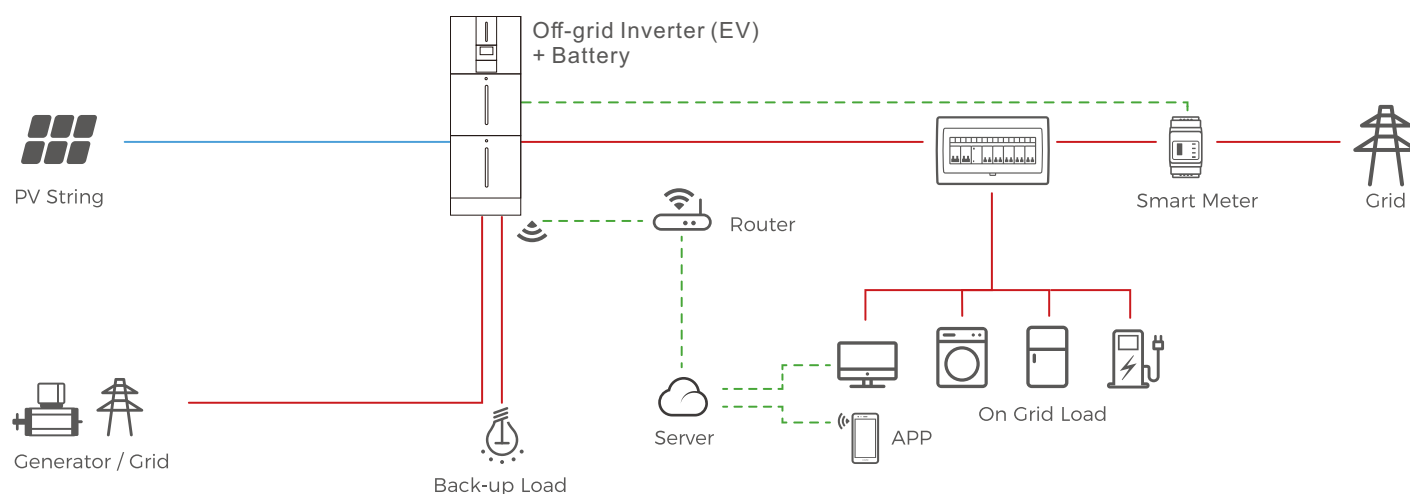 Off-grid Inverter (EV)
+ Battery
PV String
Smart Meter
Grid
Router
On Grid Load
Server
APP
Generator / Grid
Back-up Load